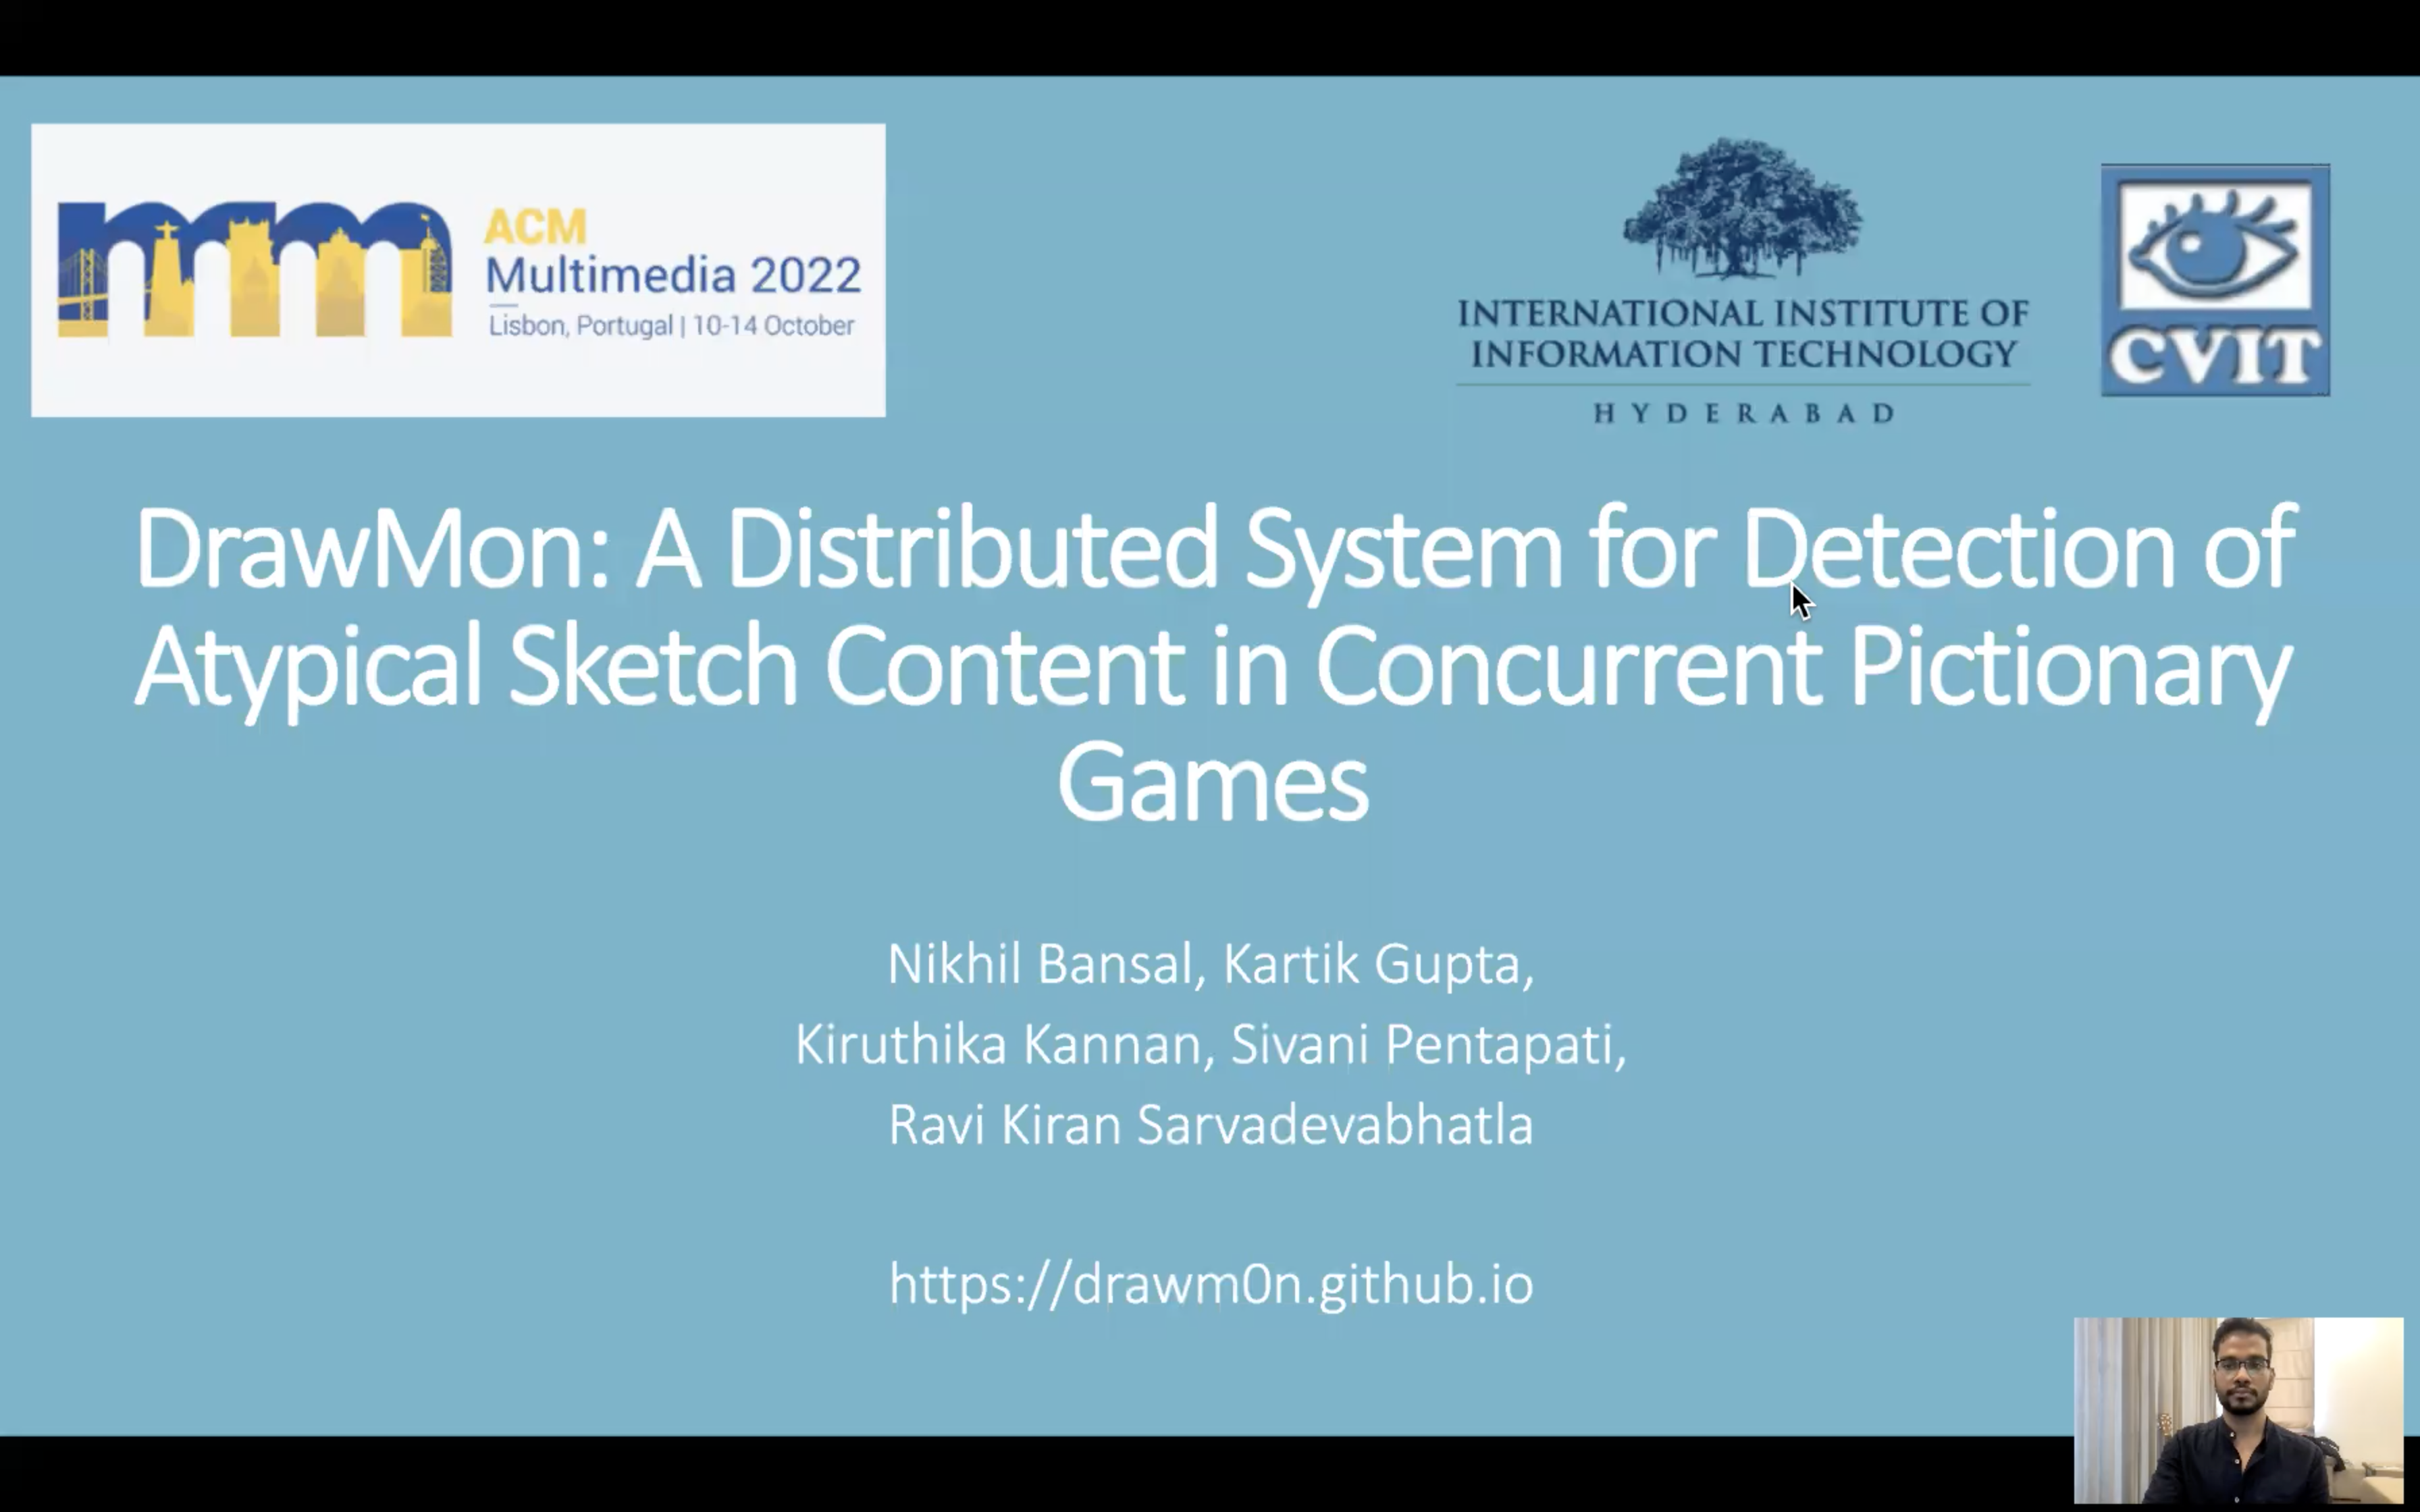 ACM
Multimedia 2022
Lisbon, Portugal | 10-14 October
INTERNATIONAL INSTITUTE OF
INFORMATION TECHNOLOGY
HYDERABAD
CVIT
DrawMon: A Distributed System for Detection of
Atypical Sketch Content in Concurrent Pictionary
Games
Nikhil Bansal, Kartik Gupta,
Kiruthika Kannan, Sivani Pentapati,
Ravi Kiran Sarvadevabhatla
https://drawm0n.github.io